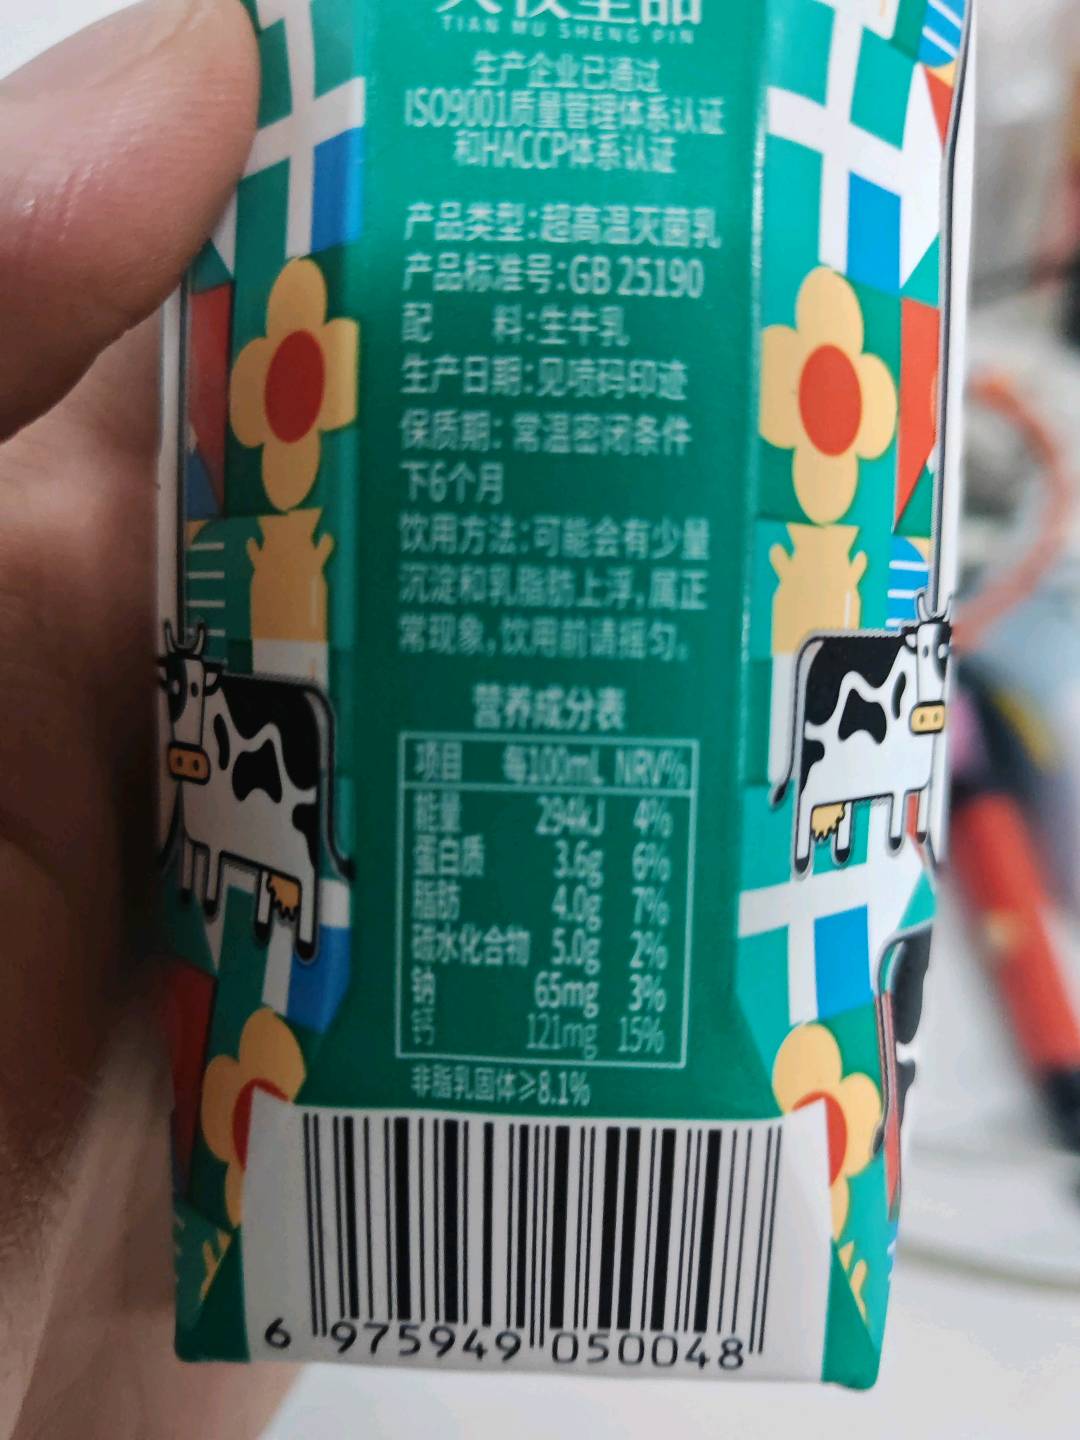 天牧圣品
TIAN MU SHENG PIN
生产企业已通过
ISO9001质量管理体系认证
和HACCP体系认证
产品类型:超高温灭菌乳
产品标准号:GB 25190
配 料:生牛乳
生产日期:见喷码印迹
保质期:常温密闭条件
下6个月
饮用方法:可能会有少量
沉淀和乳脂肪上浮,属正
常现象,饮用前请摇匀。
营养成分表
项目 每100mL NRV%
能量 294kJ 4%
蛋白质 3.6g 6%
脂肪 4.0g 7%
碳水化合物 5.0g 2%
钠 65mg 3%
钙 121mg 15%
非脂乳固体≥8.1%
6 975949 050048